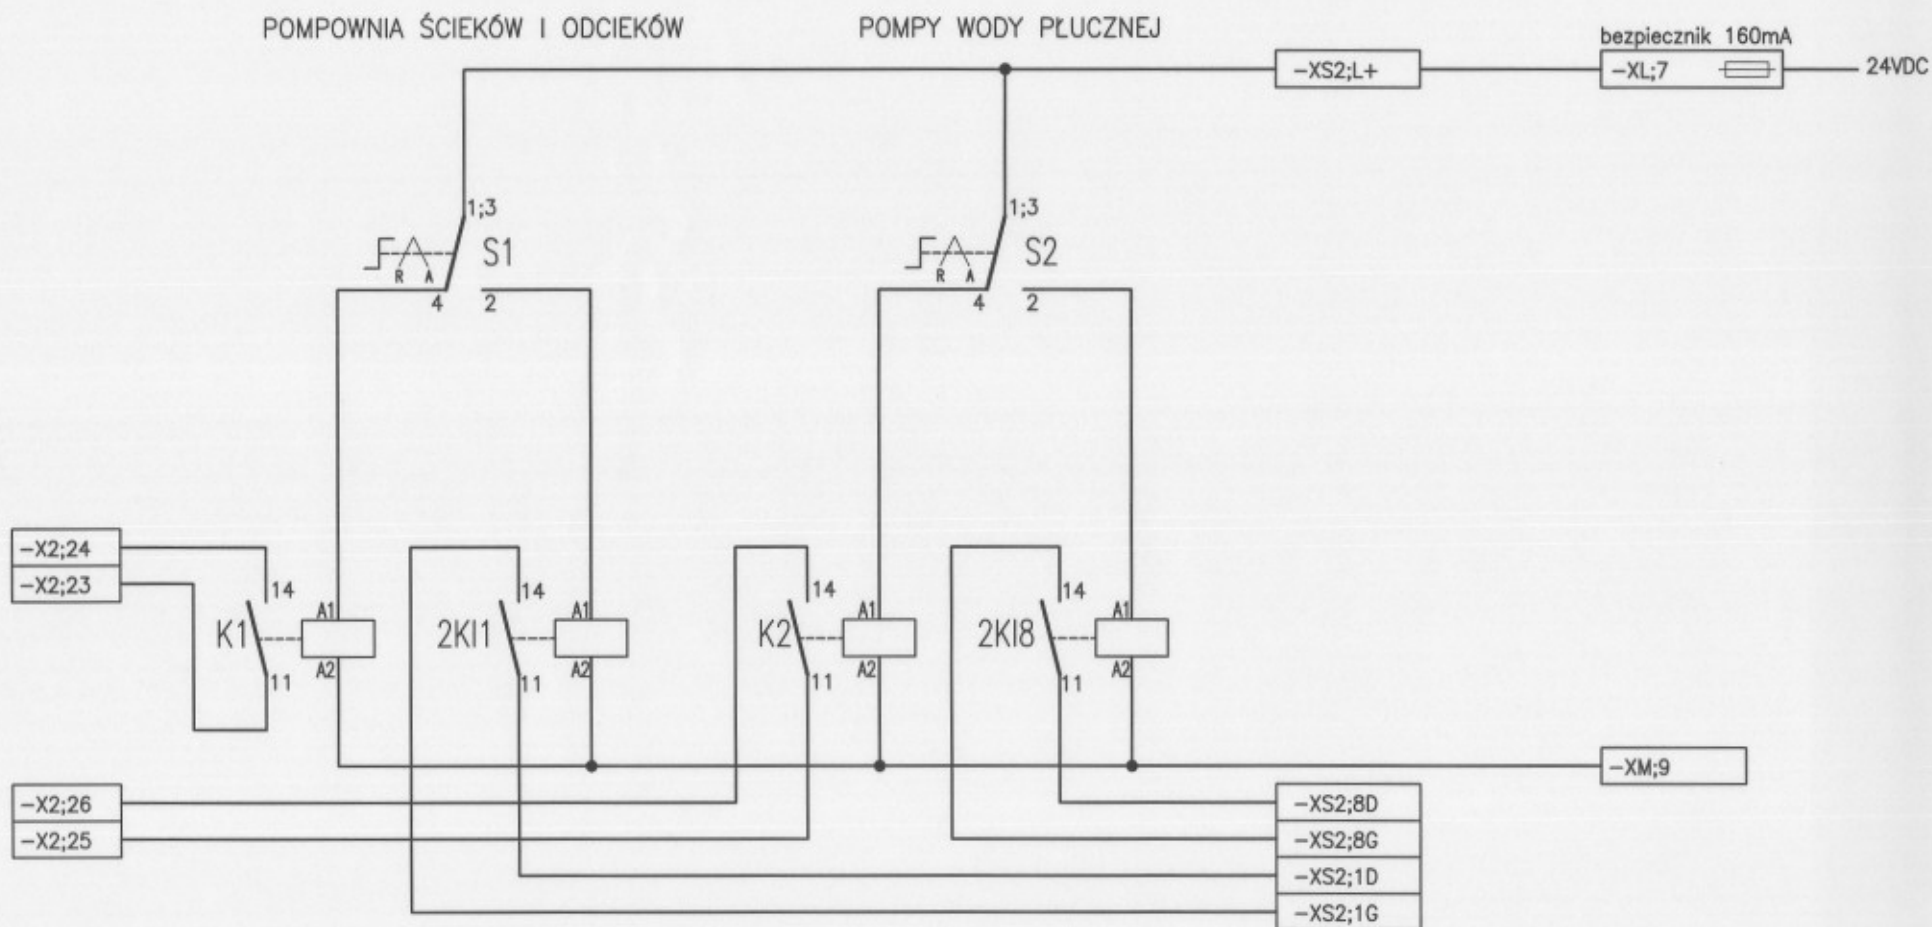 POMPOWNIA ŚCIEKÓW I ODCIEKÓW
POMPY WODY PŁUCZNEJ
bezpiecznik 160mA
-XS2;L+
-XL;7
24VDC
1;3
S1
R A
4
2
1;3
S2
R A
4
2
-X2;24
-X2;23
14
K1
A1
A2
11
14
2KI1
A1
A2
11
14
K2
A1
A2
11
14
2KI8
A1
A2
11
-XM;9
-X2;26
-X2;25
-XS2;8D
-XS2;8G
-XS2;1D
-XS2;1G